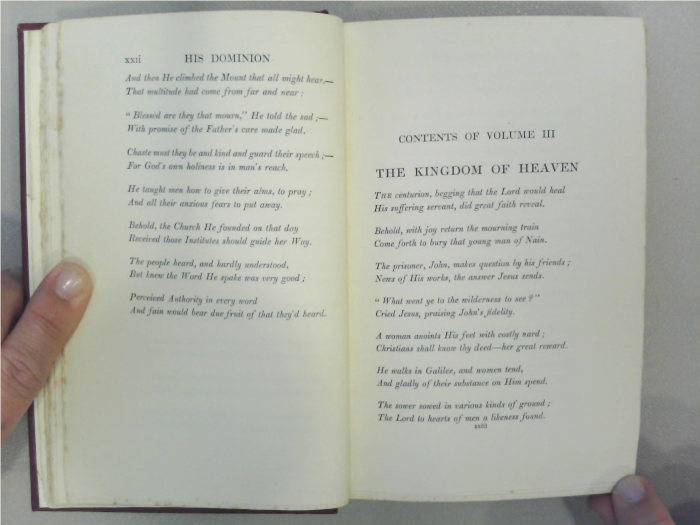 xxii HIS DOMINION
And then He climbed the Mount that all might hear,—
That multitude had come from far and near;
"Blessèd are they that mourn," He told the sad;—
With promise of the Father's care made glad.
Chaste must they be and kind and guard their speech;—
For God's own holiness is in man's reach.
He taught men how to give their alms, to pray;
And all their anxious fears to put away.
Behold, the Church He founded on that day
Received those Institutes should guide her Way.
The people heard, and hardly understood,
But knew the Word He spake was very good;
Perceived Authority in every word
And fain would bear due fruit of that they'd heard.
CONTENTS OF VOLUME III
THE KINGDOM OF HEAVEN
THE centurion, begging that the Lord would heal
His suffering servant, did great faith reveal.
Behold, with joy return the mourning train
Come forth to bury that young man of Nain.
The prisoner, John, makes question by his friends;
News of His works, the answer Jesus sends.
"What went ye to the wilderness to see?"
Cried Jesus, praising John's fidelity.
A woman anoints His feet with costly nard;
Christians shall know thy deed—her great reward.
He walks in Galilee, and women tend,
And gladly of their substance on Him spend.
The sower sowed in various kinds of ground;
The Lord to hearts of men a likeness found.
xxiii